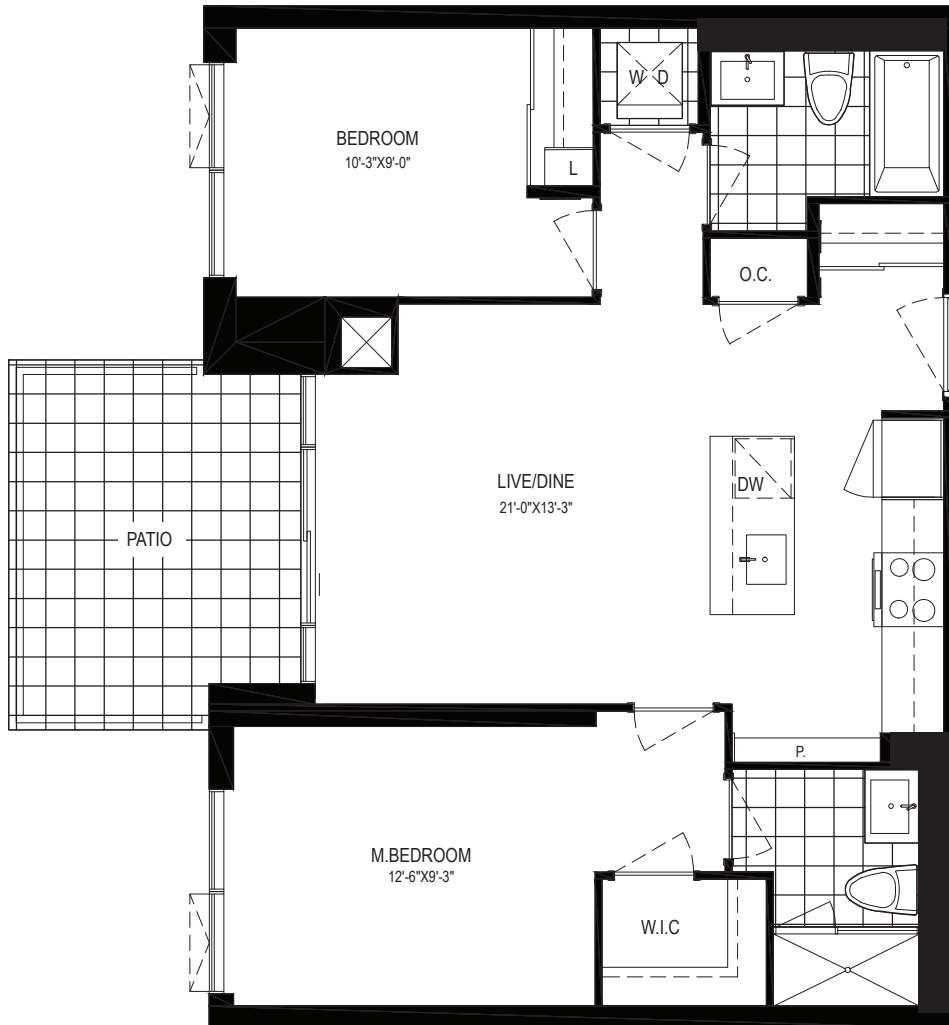 W D
BEDROOM
10'-3"X9'-0"
L
O.C.
LIVE/DINE
21'-0"X13'-3"
DW
PATIO
P.
M.BEDROOM
12'-6"X9'-3"
W.I.C